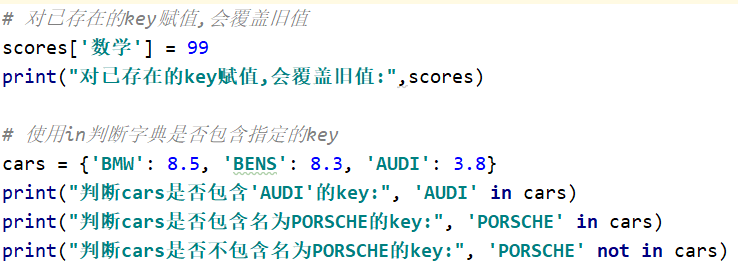 # 对已存在的key赋值,会覆盖旧值
scores['数学'] = 99
print("对已存在的key赋值,会覆盖旧值:",scores)
# 使用in判断字典是否包含指定的key
cars = {'BMW': 8.5, 'BENS': 8.3, 'AUDI': 3.8}
print("判断cars是否包含'AUDI'的key:", 'AUDI' in cars)
print("判断cars是否包含名为PORSCHE的key:", 'PORSCHE' in cars)
print("判断cars是否不包含名为PORSCHE的key:", 'PORSCHE' not in cars)